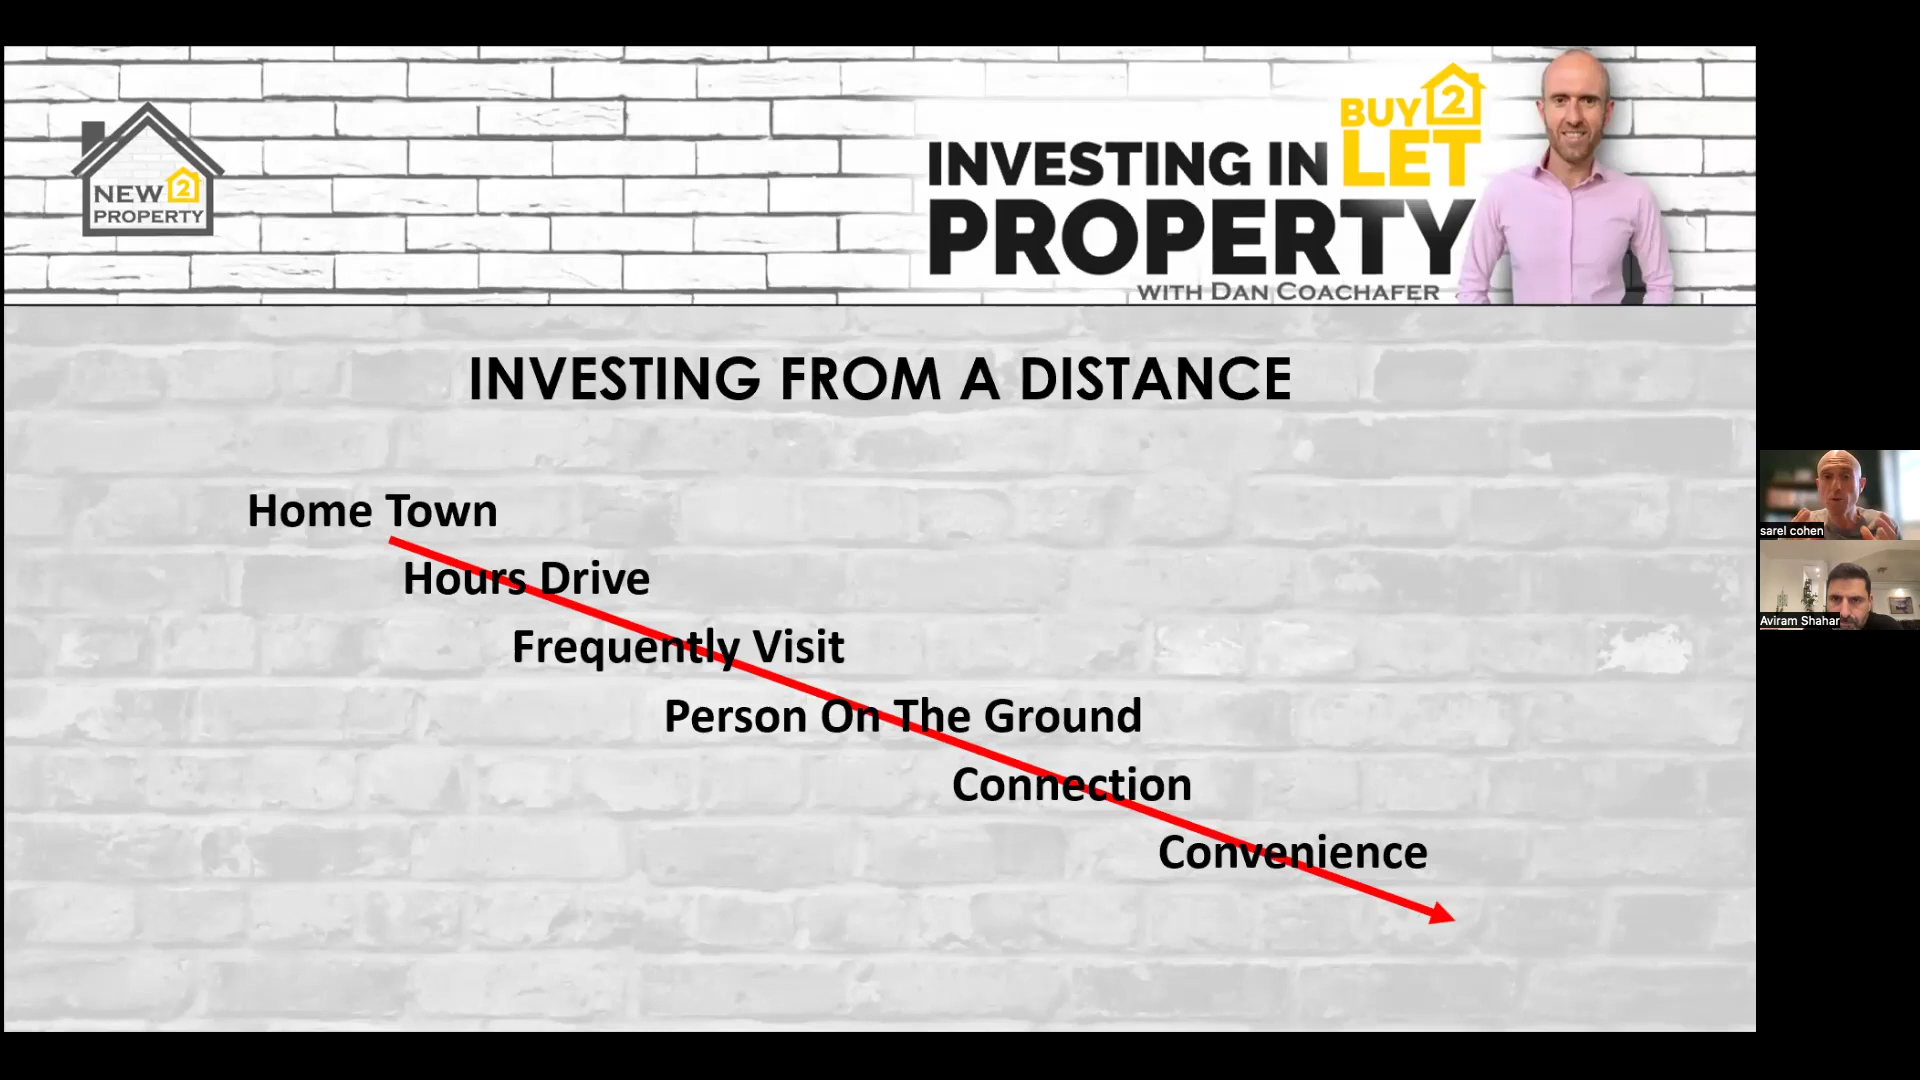 NEW 2
PROPERTY
BUY 2
INVESTING IN LET
PROPERTY
WITH DAN COACHAFER
INVESTING FROM A DISTANCE
Home Town
Hours Drive
Frequently Visit
Person On The Ground
Connection
Convenience
sarel cohen
Aviram Shahar